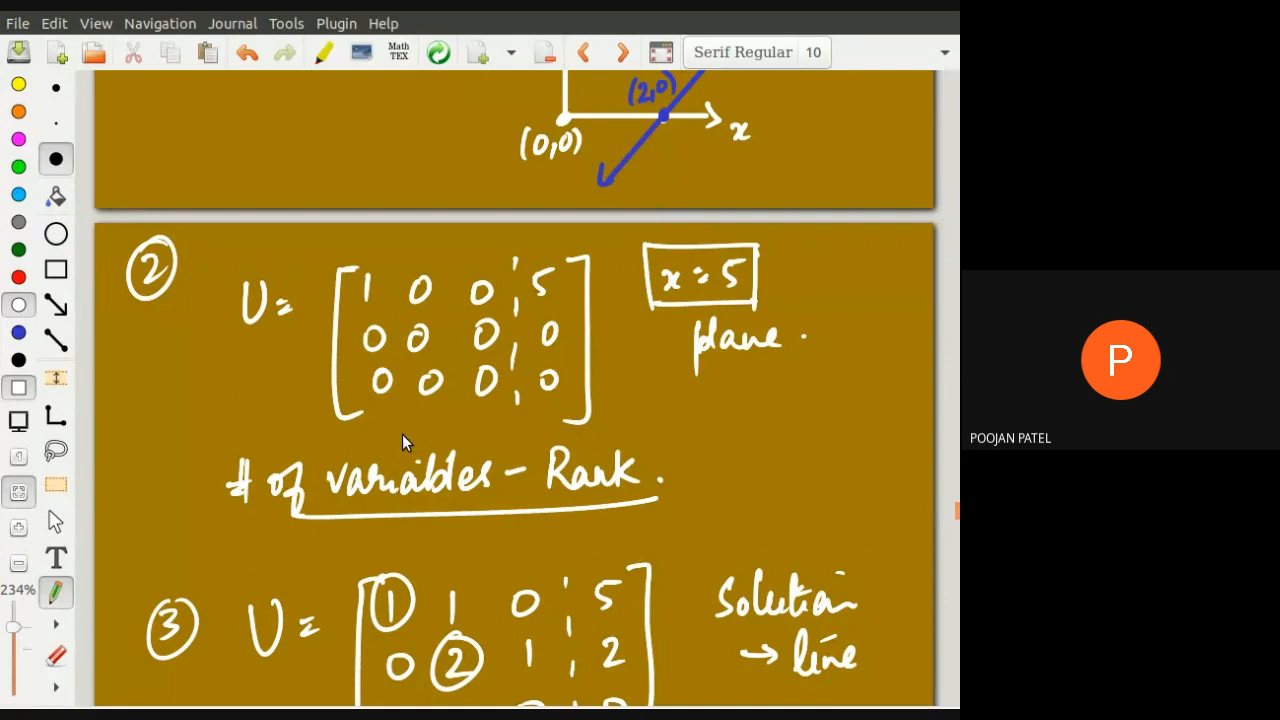 File Edit View Navigation Journal Tools Plugin Help
Math TEX
Serif Regular 10
(2,0)
(0,0)
x
② U = [ 1 0 0 ¦ 5 ] x = 5
0 0 0 ¦ 0 plane.
0 0 0 ¦ 0
# of variables - Rank.
③ U = [ 1 1 0 ¦ 5 ] Solution
0 2 1 ¦ 2 → line
234%
P
POOJAN PATEL